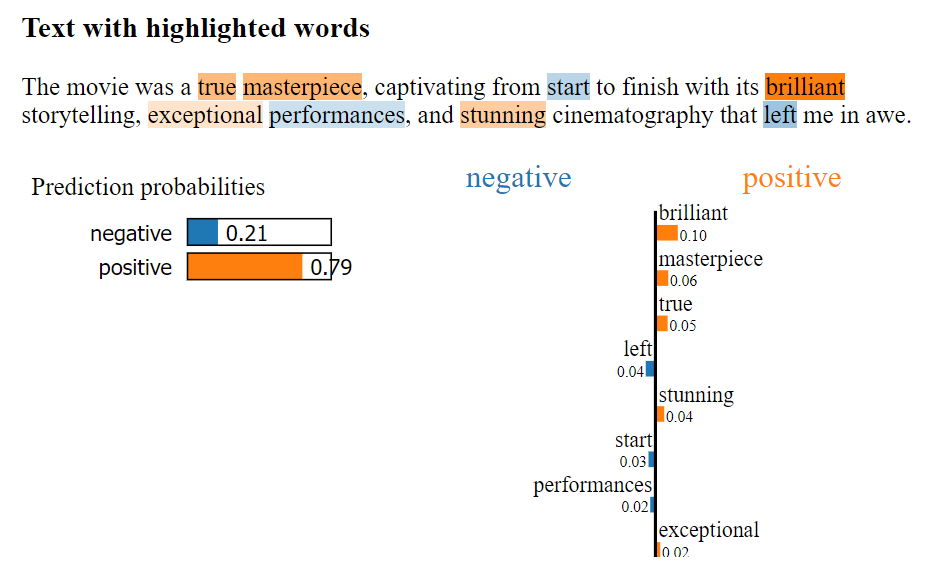 Text with highlighted words
The movie was a true masterpiece, captivating from start to finish with its brilliant
storytelling, exceptional performances, and stunning cinematography that left me in awe.
Prediction probabilities
negative 0.21
positive 0.79
negative positive
brilliant
0.10
masterpiece
0.06
true
0.05
left
0.04
stunning
0.04
start
0.03
performances
0.02
exceptional
0.02